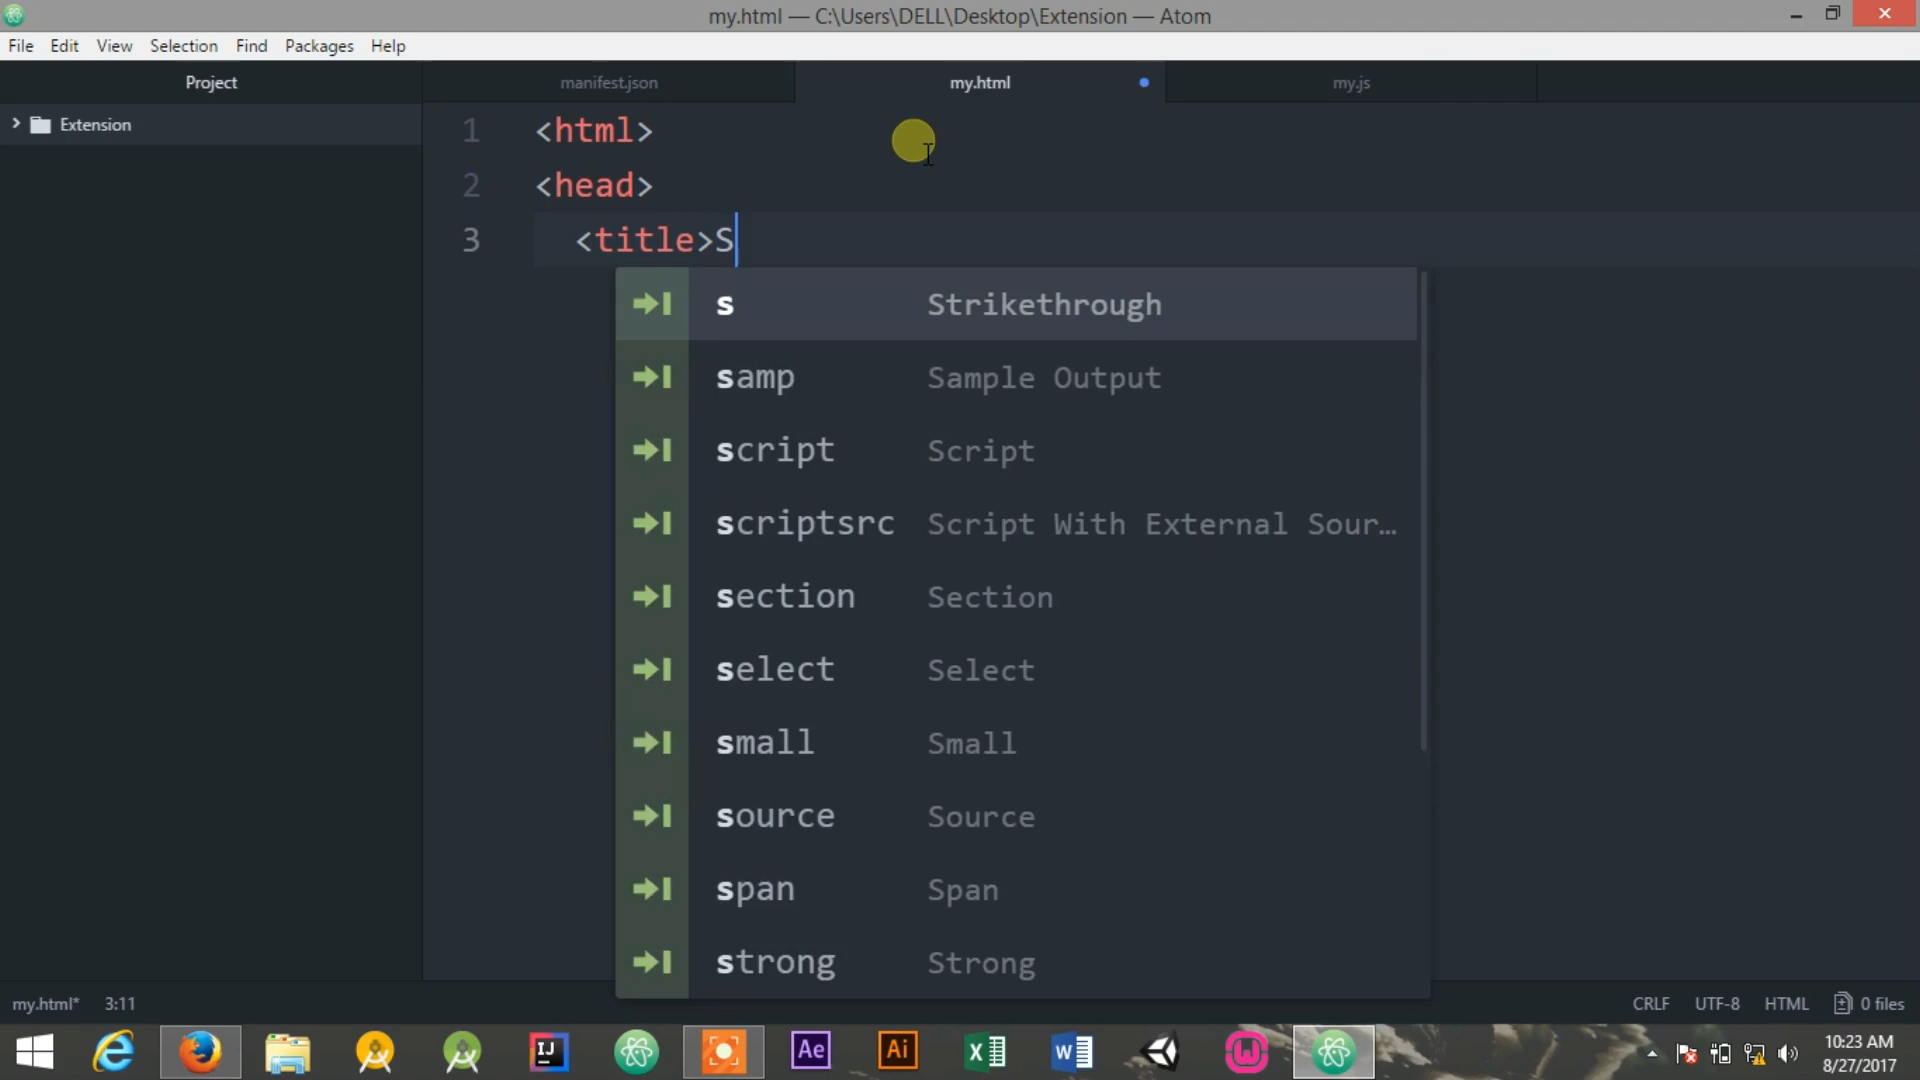 my.html — C:\Users\DELL\Desktop\Extension — Atom
File Edit View Selection Find Packages Help
Project
manifest.json
my.html
my.js
Extension
1 <html>
2 <head>
3 <title>S
s Strikethrough
samp Sample Output
script Script
scriptsrc Script With External Sour…
section Section
select Select
small Small
source Source
span Span
strong Strong
my.html* 3:11
CRLF UTF-8 HTML 0 files
IJ
Ae
Ai
X
W
10:23 AM
8/27/2017